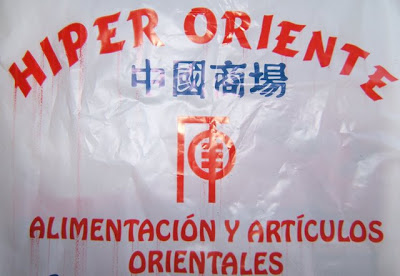 HIPER ORIENTE
中國商場
ALIMENTACIÓN Y ARTÍCULOS
ORIENTALES